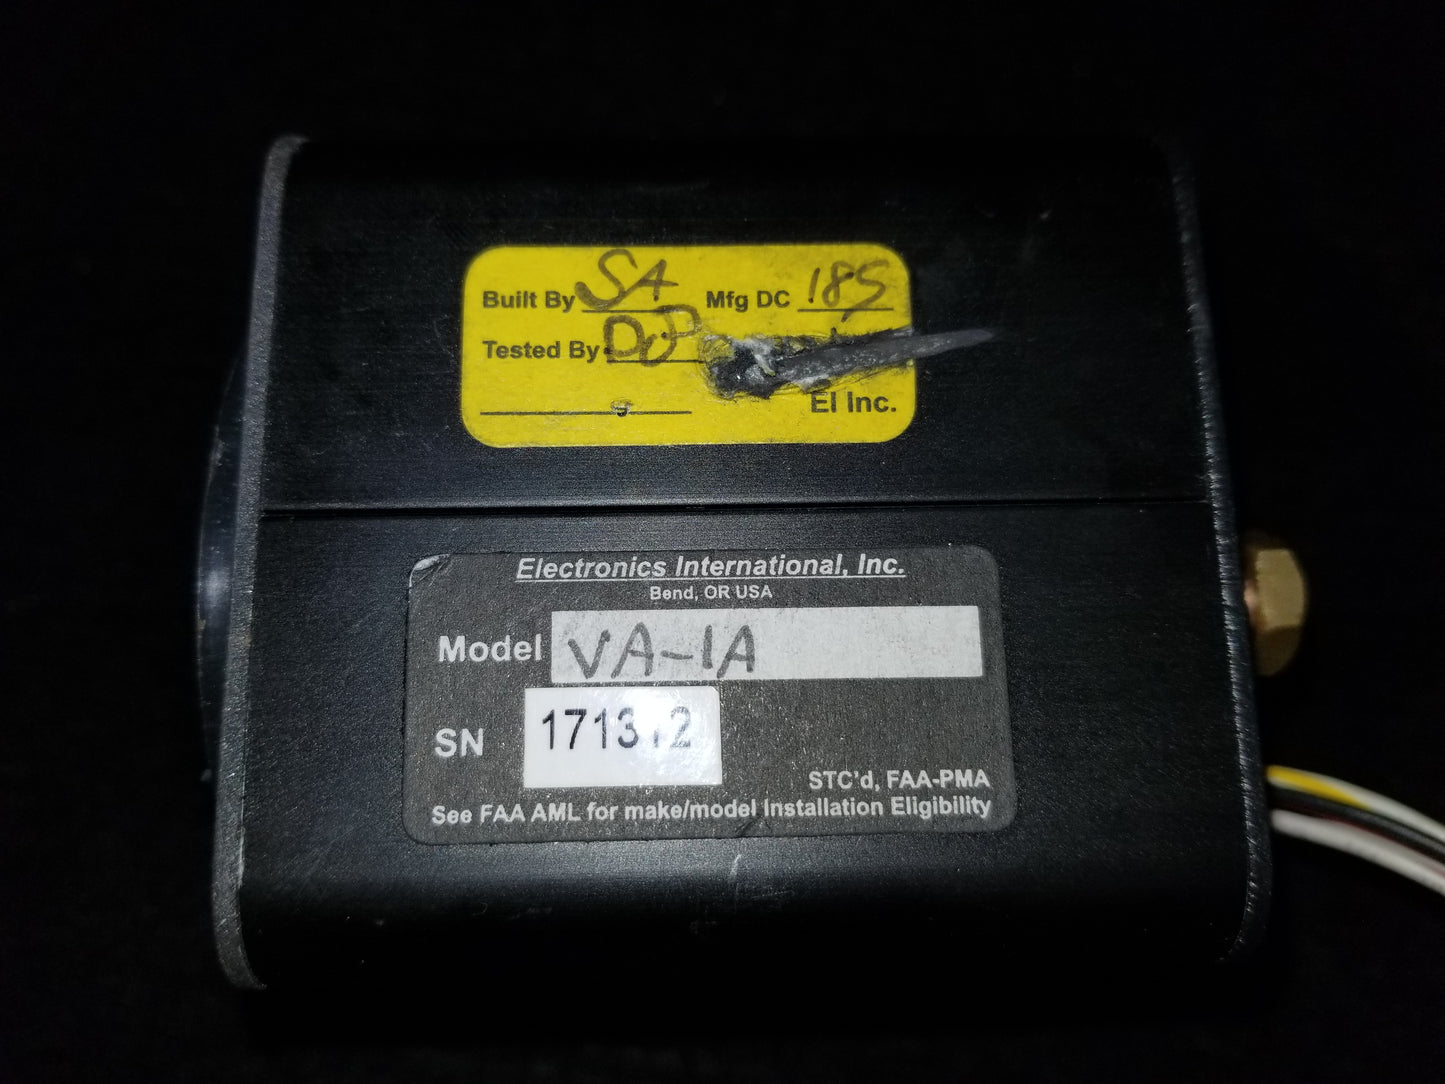 Built By SA Mfg DC 185
Tested By
EI Inc.
Electronics International, Inc.
Bend, OR USA
Model VA-1A
SN 171312
STC'd, FAA-PMA
See FAA AML for make/model Installation Eligibility